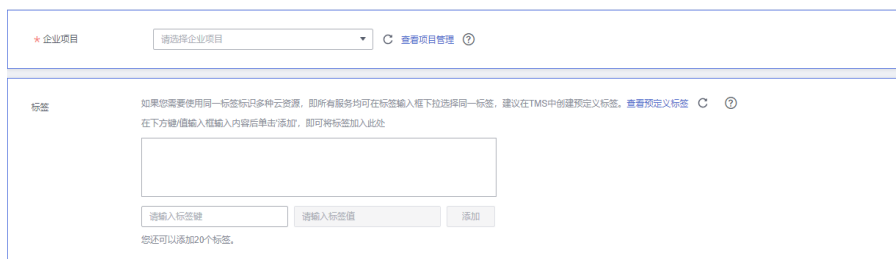 * 企业项目 请选择企业项目 C 查看项目管理 ?
标签 如果您需要使用同一标签标识多种云资源，即所有服务均可在标签输入框下拉选择同一标签，建议在TMS中创建预定义标签。查看预定义标签 C ?
在下方键/值输入框输入内容后单击'添加'，即可将标签加入此处
请输入标签键 请输入标签值 添加
您还可以添加20个标签。